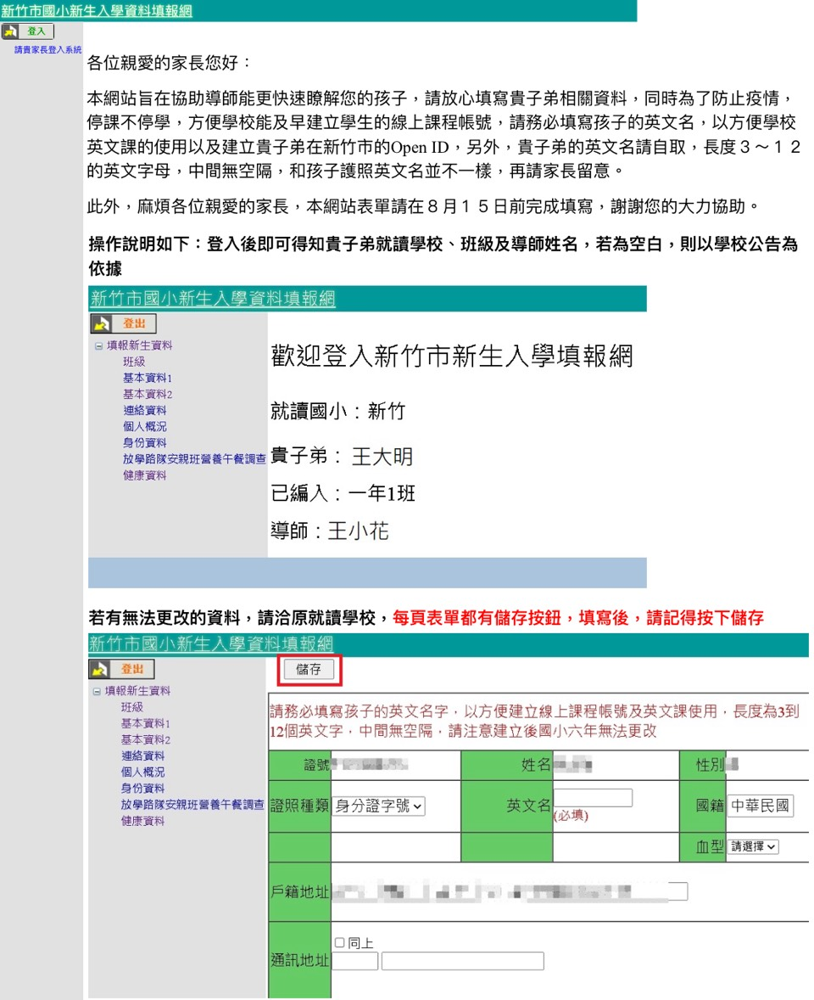 新竹市國小新生入學資料填報網
登入
請貴家長登入系統
各位親愛的家長您好：
本網站旨在協助導師能更快速瞭解您的孩子，請放心填寫貴子弟相關資料，同時為了防止疫情，
停課不停學，方便學校能及早建立學生的線上課程帳號，請務必填寫孩子的英文名，以方便學校
英文課的使用以及建立貴子弟在新竹市的Open ID，另外，貴子弟的英文名請自取，長度３～１２
的英文字母，中間無空隔，和孩子護照英文名並不一樣，再請家長留意。
此外，麻煩各位親愛的家長，本網站表單請在８月１５日前完成填寫，謝謝您的大力協助。
操作說明如下：登入後即可得知貴子弟就讀學校、班級及導師姓名，若為空白，則以學校公告為
依據
新竹市國小新生入學資料填報網
登出
填報新生資料
班級
基本資料1
基本資料2
連絡資料
個人概況
身份資料
放學路隊安親班營養午餐調查
健康資料
歡迎登入新竹市新生入學填報網
就讀國小：新竹
貴子弟：王大明
已編入：一年1班
導師：王小花
若有無法更改的資料，請洽原就讀學校，每頁表單都有儲存按鈕，填寫後，請記得按下儲存
新竹市國小新生入學資料填報網
登出
填報新生資料
班級
基本資料1
基本資料2
連絡資料
個人概況
身份資料
放學路隊安親班營養午餐調查
健康資料
儲存
請務必填寫孩子的英文名字，以方便建立線上課程帳號及英文課使用，長度為3到
12個英文字，中間無空隔，請注意建立後國小六年無法更改
證號 姓名 性別
證照種類 身分證字號 英文名 (必填) 國籍 中華民國
血型 請選擇
戶籍地址
同上
通訊地址